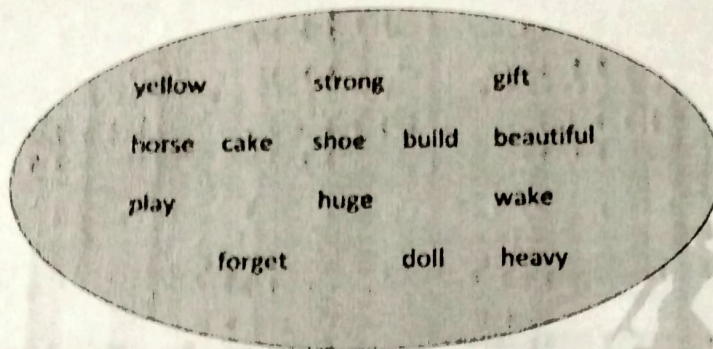 yellow strong gift
horse cake shoe build beautiful
play huge wake
forget doll heavy